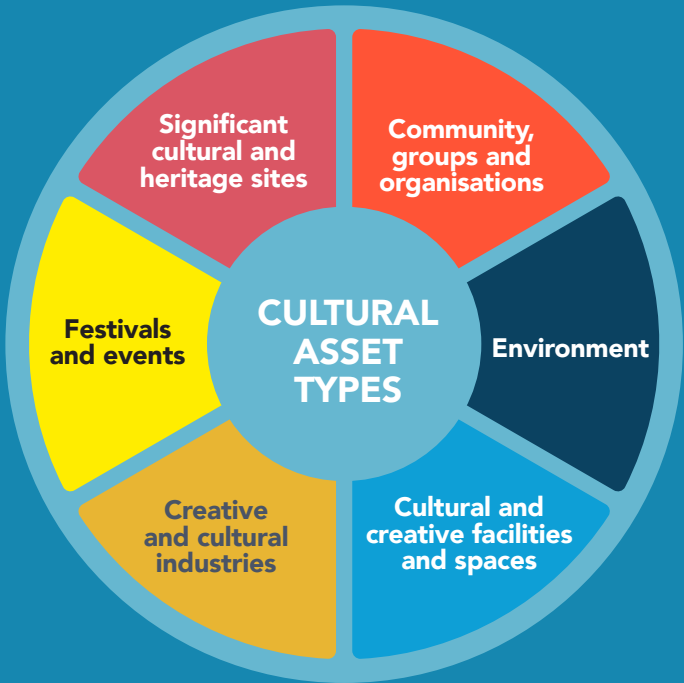 CULTURAL
ASSET
TYPES
Community,
groups and
organisations
Environment
Cultural and
creative facilities
and spaces
Creative
and cultural
industries
Festivals
and events
Significant
cultural and
heritage sites